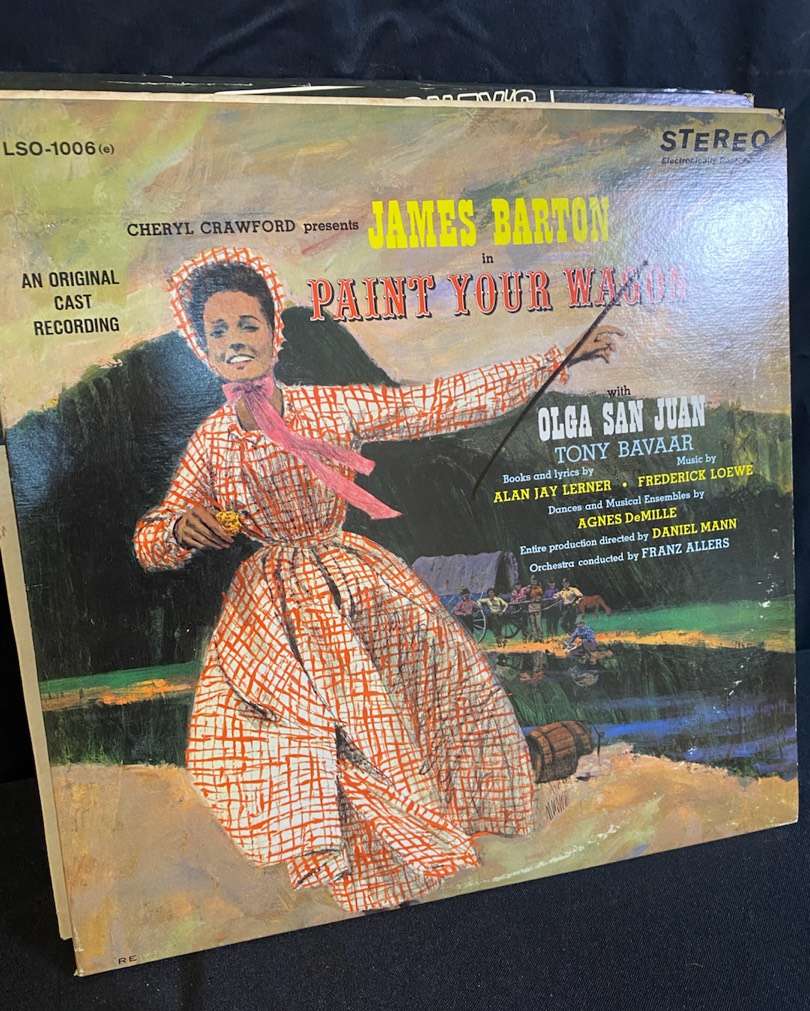 LSO-1006 (e)
STEREO
CHERYL CRAWFORD presents JAMES BARTON
in
PAINT YOUR WAGON
AN ORIGINAL
CAST
RECORDING
with
OLGA SAN JUAN
TONY BAVAAR
Books and lyrics by
ALAN JAY LERNER •
Music by
FREDERICK LOEWE
Dances and Musical Ensembles by
AGNES DeMILLE
Entire production directed by DANIEL MANN
Orchestra conducted by FRANZ ALLERS
RE